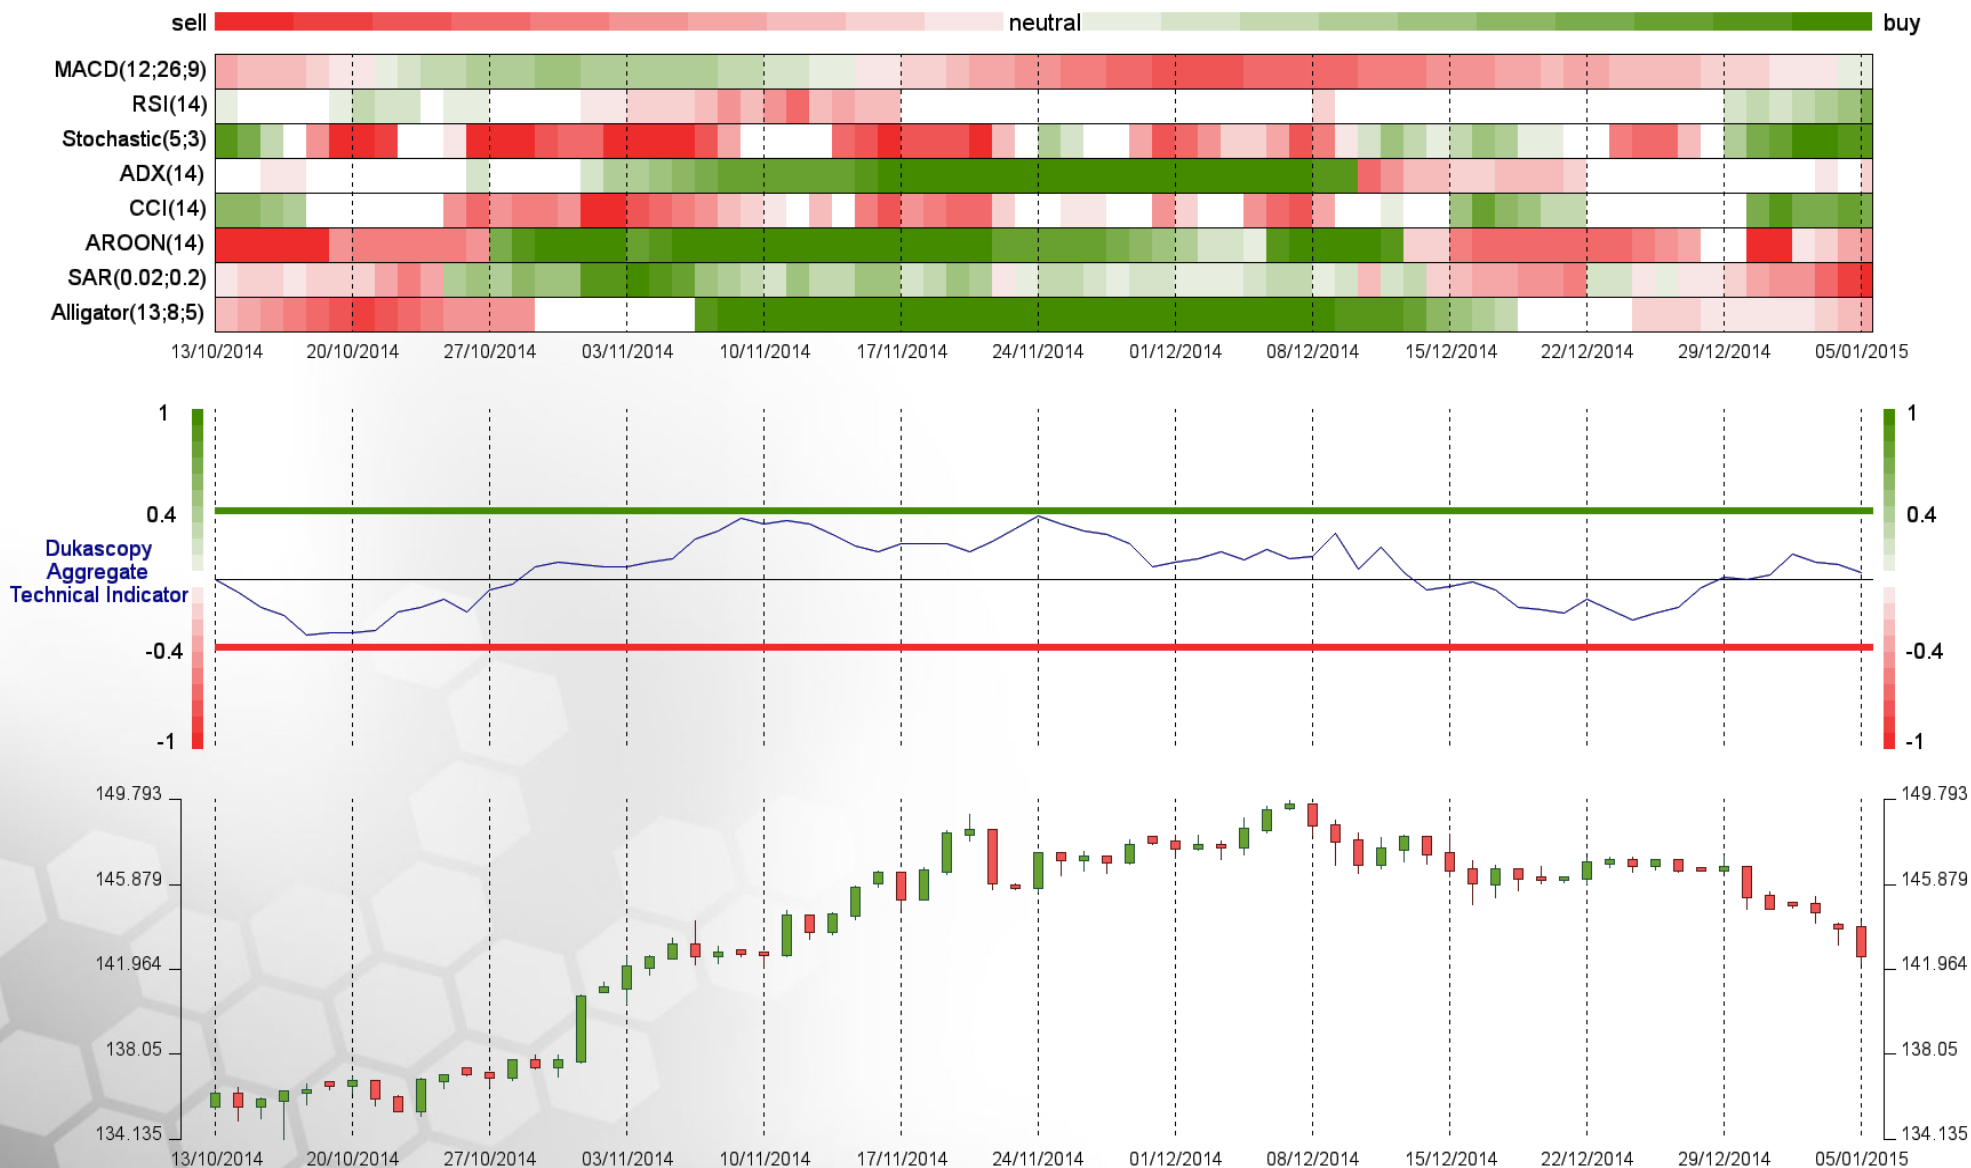 sell neutral buy
MACD(12;26;9)
RSI(14)
Stochastic(5;3)
ADX(14)
CCI(14)
AROON(14)
SAR(0.02;0.2)
Alligator(13;8;5)
13/10/2014 20/10/2014 27/10/2014 03/11/2014 10/11/2014 17/11/2014 24/11/2014 01/12/2014 08/12/2014 15/12/2014 22/12/2014 29/12/2014 05/01/2015
1 1
0.4 0.4
Dukascopy
Aggregate
Technical Indicator
-0.4 -0.4
-1 -1
149.793 149.793
145.879 145.879
141.964 141.964
138.05 138.05
134.135 134.135
13/10/2014 20/10/2014 27/10/2014 03/11/2014 10/11/2014 17/11/2014 24/11/2014 01/12/2014 08/12/2014 15/12/2014 22/12/2014 29/12/2014 05/01/2015